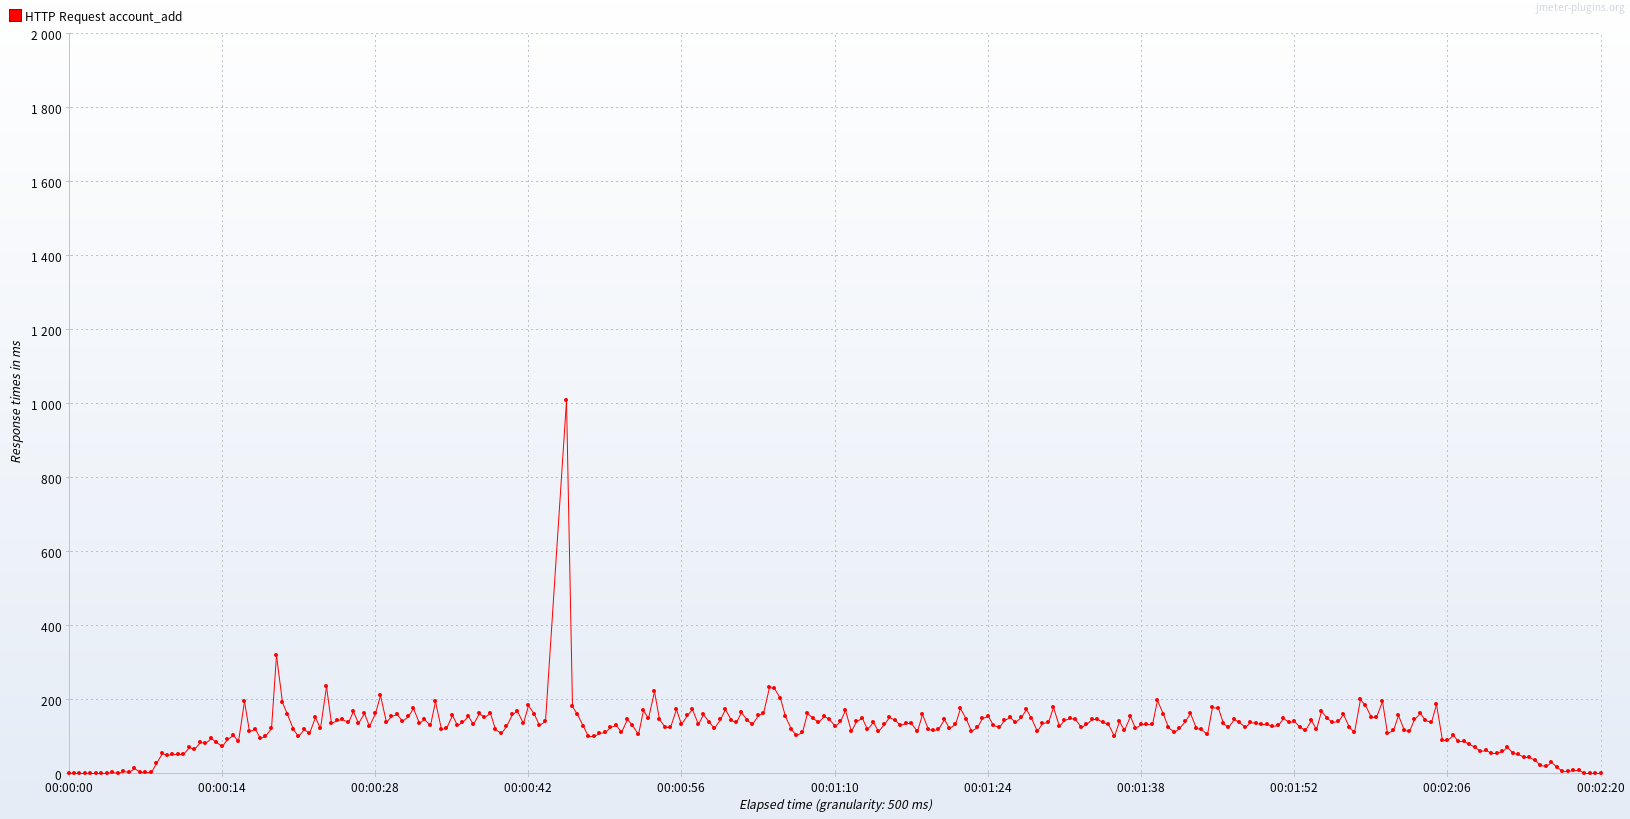 HTTP Request account_add
jmeter-plugins.org
2 000
1 800
1 600
1 400
1 200
1 000
800
600
400
200
0
Response times in ms
00:00:00 00:00:14 00:00:28 00:00:42 00:00:56 00:01:10 00:01:24 00:01:38 00:01:52 00:02:06 00:02:20
Elapsed time (granularity: 500 ms)